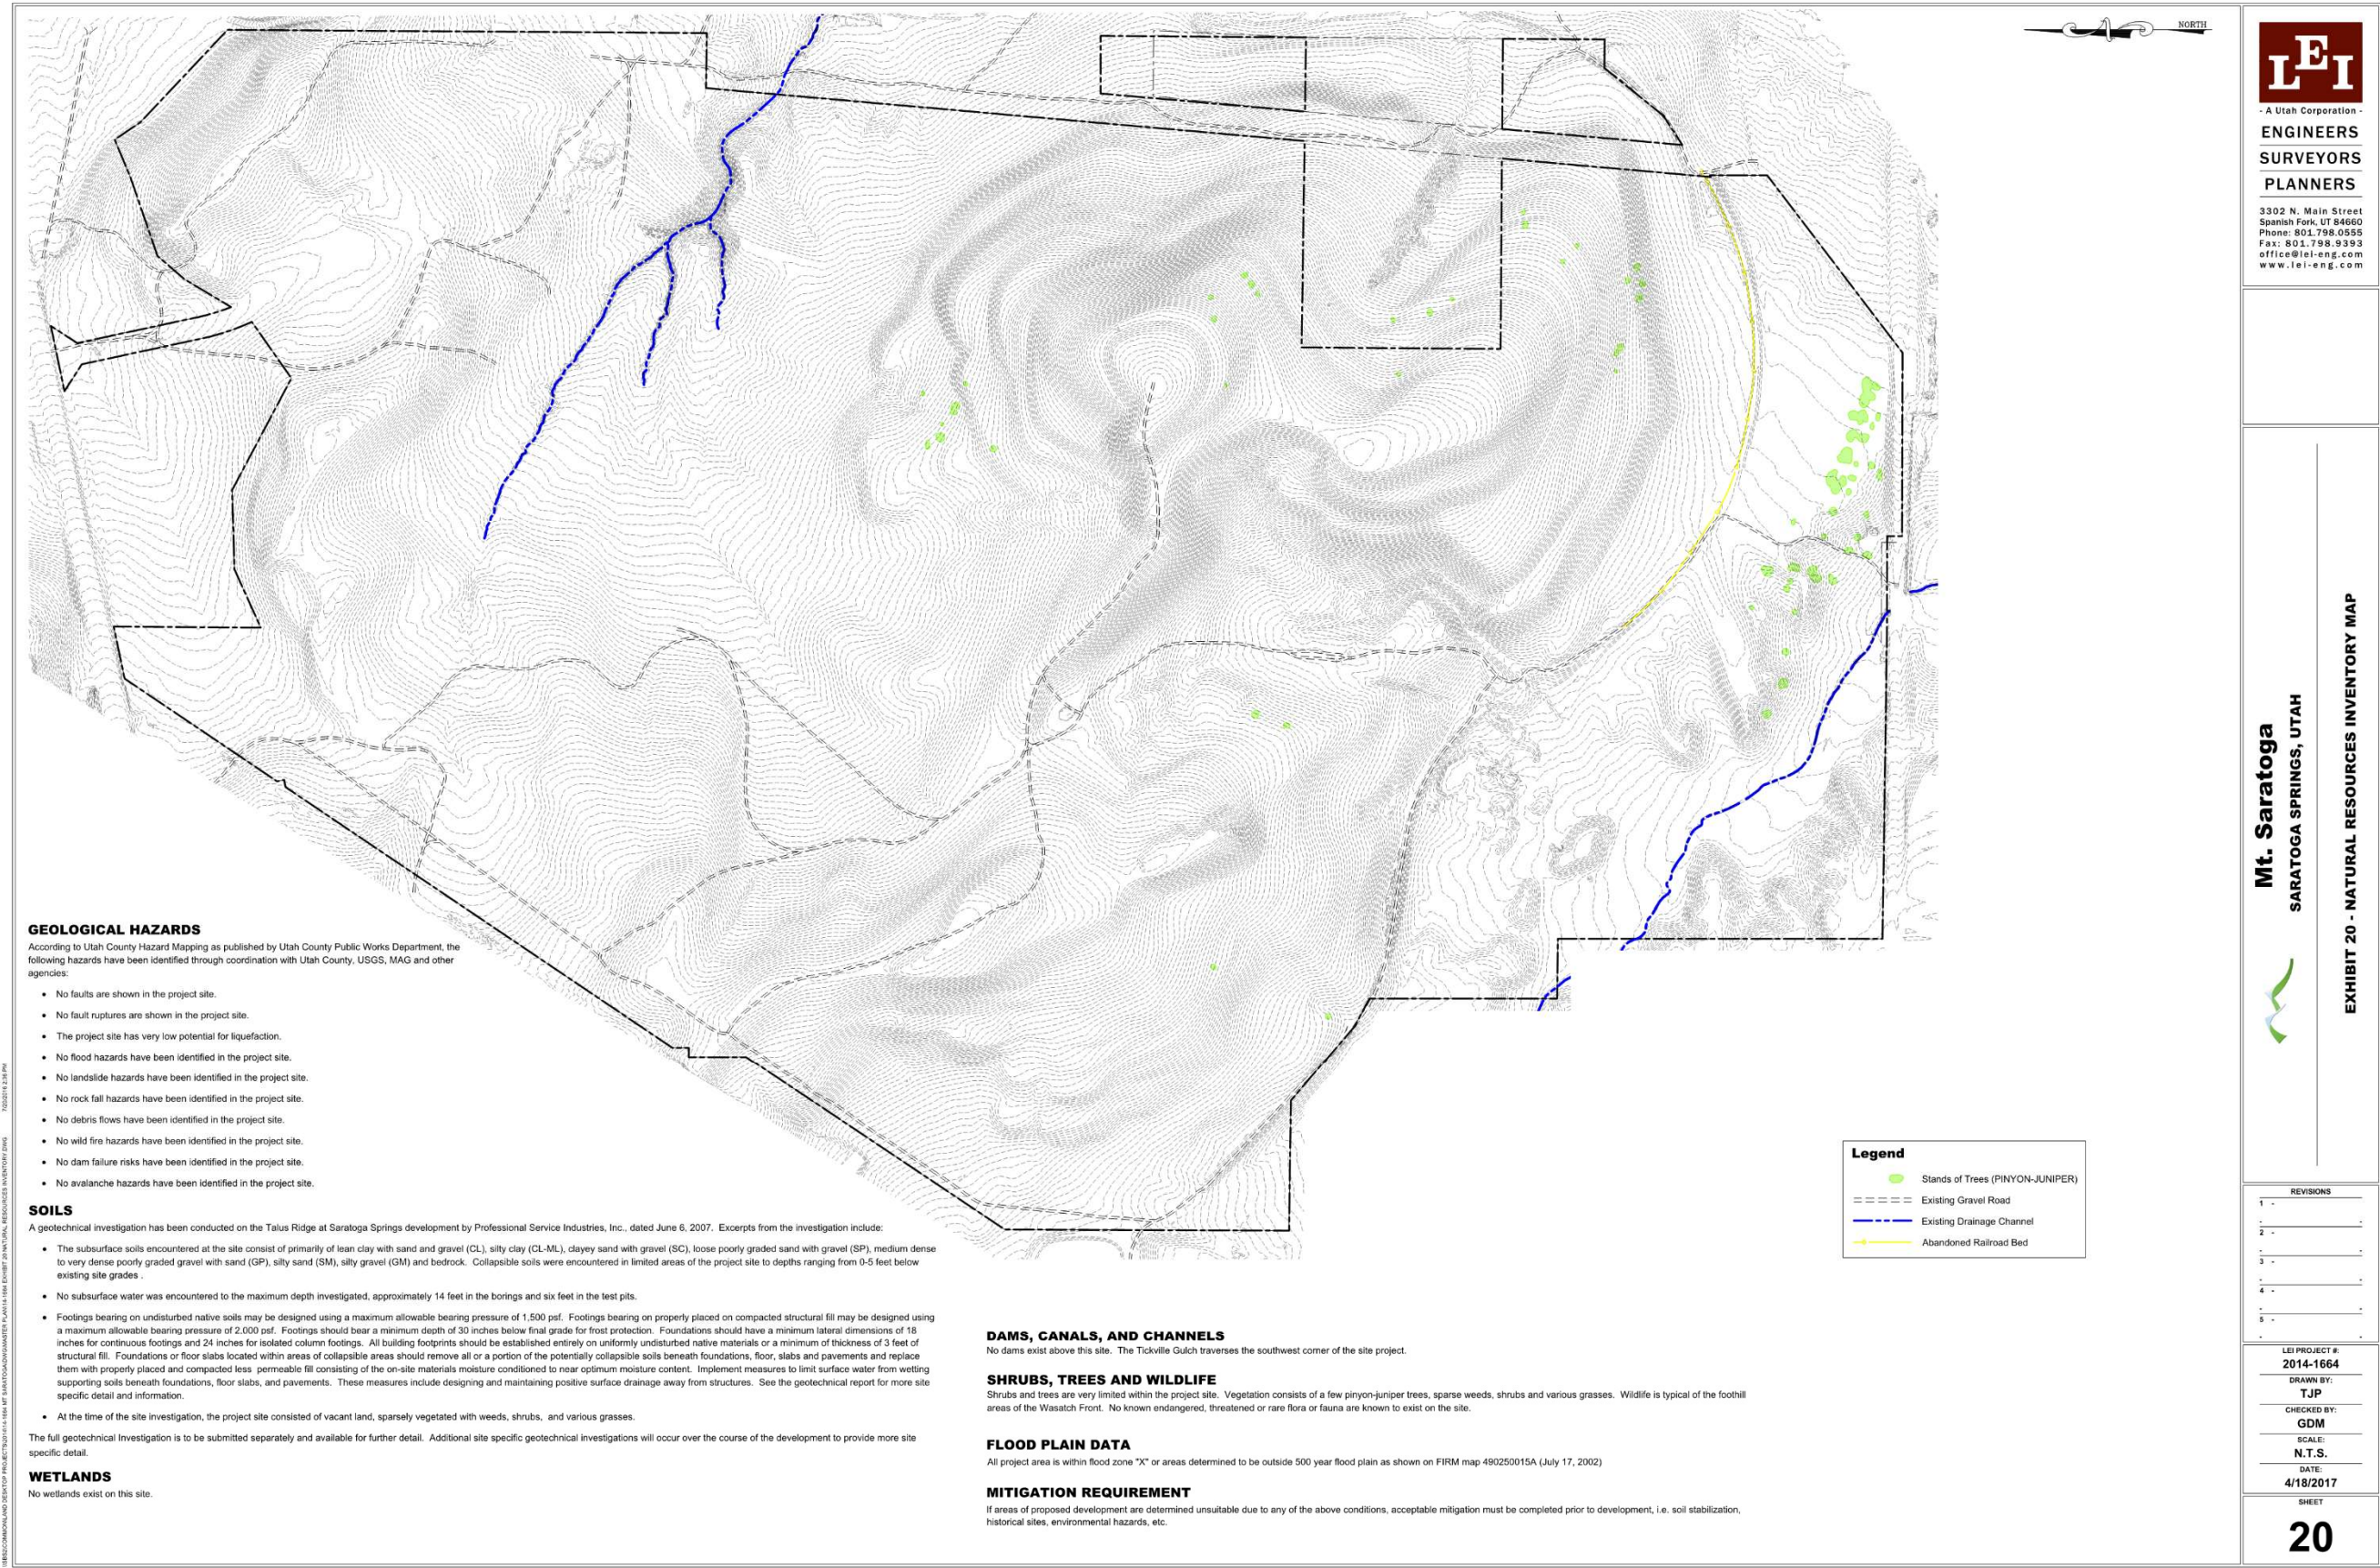 NORTH
LEI
- A Utah Corporation -
ENGINEERS
SURVEYORS
PLANNERS
3302 N. Main Street
Spanish Fork, UT 84660
Phone: 801.798.0555
Fax: 801.798.9393
office@lei-eng.com
www.lei-eng.com
Mt. Saratoga
SARATOGA SPRINGS, UTAH
EXHIBIT 20 - NATURAL RESOURCES INVENTORY MAP
GEOLOGICAL HAZARDS
According to Utah County Hazard Mapping as published by Utah County Public Works Department, the
following hazards have been identified through coordination with Utah County, USGS, MAG and other
agencies:
• No faults are shown in the project site.
• No fault ruptures are shown in the project site.
• The project site has very low potential for liquefaction.
• No flood hazards have been identified in the project site.
• No landslide hazards have been identified in the project site.
• No rock fall hazards have been identified in the project site.
• No debris flows have been identified in the project site.
• No wild fire hazards have been identified in the project site.
• No dam failure risks have been identified in the project site.
• No avalanche hazards have been identified in the project site.
SOILS
A geotechnical investigation has been conducted on the Talus Ridge at Saratoga Springs development by Professional Service Industries, Inc., dated June 6, 2007. Excerpts from the investigation include:
• The subsurface soils encountered at the site consist of primarily of lean clay with sand and gravel (CL), silty clay (CL-ML), clayey sand with gravel (SC), loose poorly graded sand with gravel (SP), medium dense
to very dense poorly graded gravel with sand (GP), silty sand (SM), silty gravel (GM) and bedrock. Collapsible soils were encountered in limited areas of the project site to depths ranging from 0-5 feet below
existing site grades .
• No subsurface water was encountered to the maximum depth investigated, approximately 14 feet in the borings and six feet in the test pits.
• Footings bearing on undisturbed native soils may be designed using a maximum allowable bearing pressure of 1,500 psf. Footings bearing on properly placed on compacted structural fill may be designed using
a maximum allowable bearing pressure of 2,000 psf. Footings should bear a minimum depth of 30 inches below final grade for frost protection. Foundations should have a minimum lateral dimensions of 18
inches for continuous footings and 24 inches for isolated column footings. All building footprints should be established entirely on uniformly undisturbed native materials or a minimum of thickness of 3 feet of
structural fill. Foundations or floor slabs located within areas of collapsible areas should remove all or a portion of the potentially collapsible soils beneath foundations, floor, slabs and pavements and replace
them with properly placed and compacted less permeable fill consisting of the on-site materials moisture conditioned to near optimum moisture content. Implement measures to limit surface water from wetting
supporting soils beneath foundations, floor slabs, and pavements. These measures include designing and maintaining positive surface drainage away from structures. See the geotechnical report for more site
specific detail and information.
• At the time of the site investigation, the project site consisted of vacant land, sparsely vegetated with weeds, shrubs, and various grasses.
The full geotechnical Investigation is to be submitted separately and available for further detail. Additional site specific geotechnical investigations will occur over the course of the development to provide more site
specific detail.
WETLANDS
No wetlands exist on this site.
DAMS, CANALS, AND CHANNELS
No dams exist above this site. The Tickville Gulch traverses the southwest corner of the site project.
SHRUBS, TREES AND WILDLIFE
Shrubs and trees are very limited within the project site. Vegetation consists of a few pinyon-juniper trees, sparse weeds, shrubs and various grasses. Wildlife is typical of the foothill
areas of the Wasatch Front. No known endangered, threatened or rare flora or fauna are known to exist on the site.
FLOOD PLAIN DATA
All project area is within flood zone "X" or areas determined to be outside 500 year flood plain as shown on FIRM map 490250015A (July 17, 2002)
MITIGATION REQUIREMENT
If areas of proposed development are determined unsuitable due to any of the above conditions, acceptable mitigation must be completed prior to development, i.e. soil stabilization,
historical sites, environmental hazards, etc.
Legend
Stands of Trees (PINYON-JUNIPER)
Existing Gravel Road
Existing Drainage Channel
Abandoned Railroad Bed
REVISIONS
1 -
2 -
3 -
4 -
5 -
LEI PROJECT #:
2014-1664
DRAWN BY:
TJP
CHECKED BY:
GDM
SCALE:
N.T.S.
DATE:
4/18/2017
SHEET
20